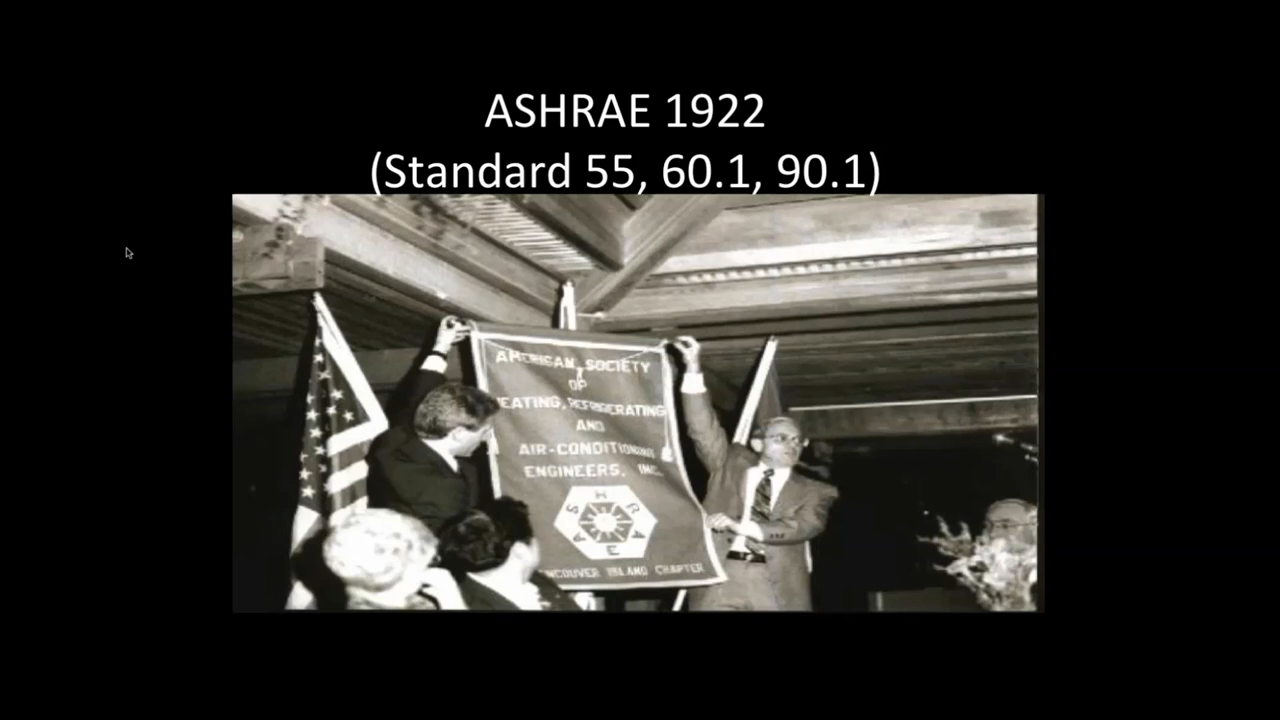 ASHRAE 1922
(Standard 55, 60.1, 90.1)
AMERICAN SOCIETY
OF
EATING, REFRIGERATING
AND
AIR-CONDITIONING
ENGINEERS, INC.
ASHRAE
NCOUVER ISLAND CHAPTER